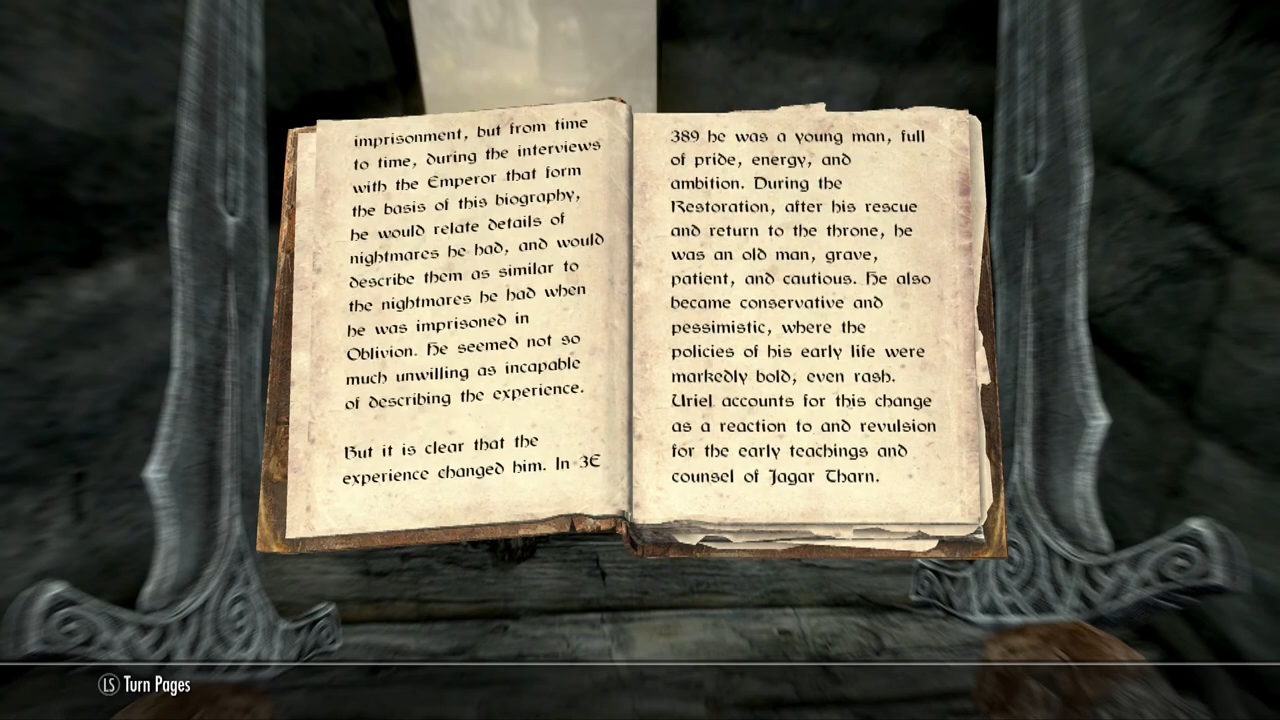 imprisonment, but from time
to time, during the interviews
with the Emperor that form
the basis of this biography,
he would relate details of
nightmares he had, and would
describe them as similar to
the nightmares he had when
he was imprisoned in
Oblivion. He seemed not so
much unwilling as incapable
of describing the experience.
But it is clear that the
experience changed him. In 3E
389 he was a young man, full
of pride, energy, and
ambition. During the
Restoration, after his rescue
and return to the throne, he
was an old man, grave,
patient, and cautious. He also
became conservative and
pessimistic, where the
policies of his early life were
markedly bold, even rash.
Uriel accounts for this change
as a reaction to and revulsion
for the early teachings and
counsel of Jagar Tharn.
LS Turn Pages